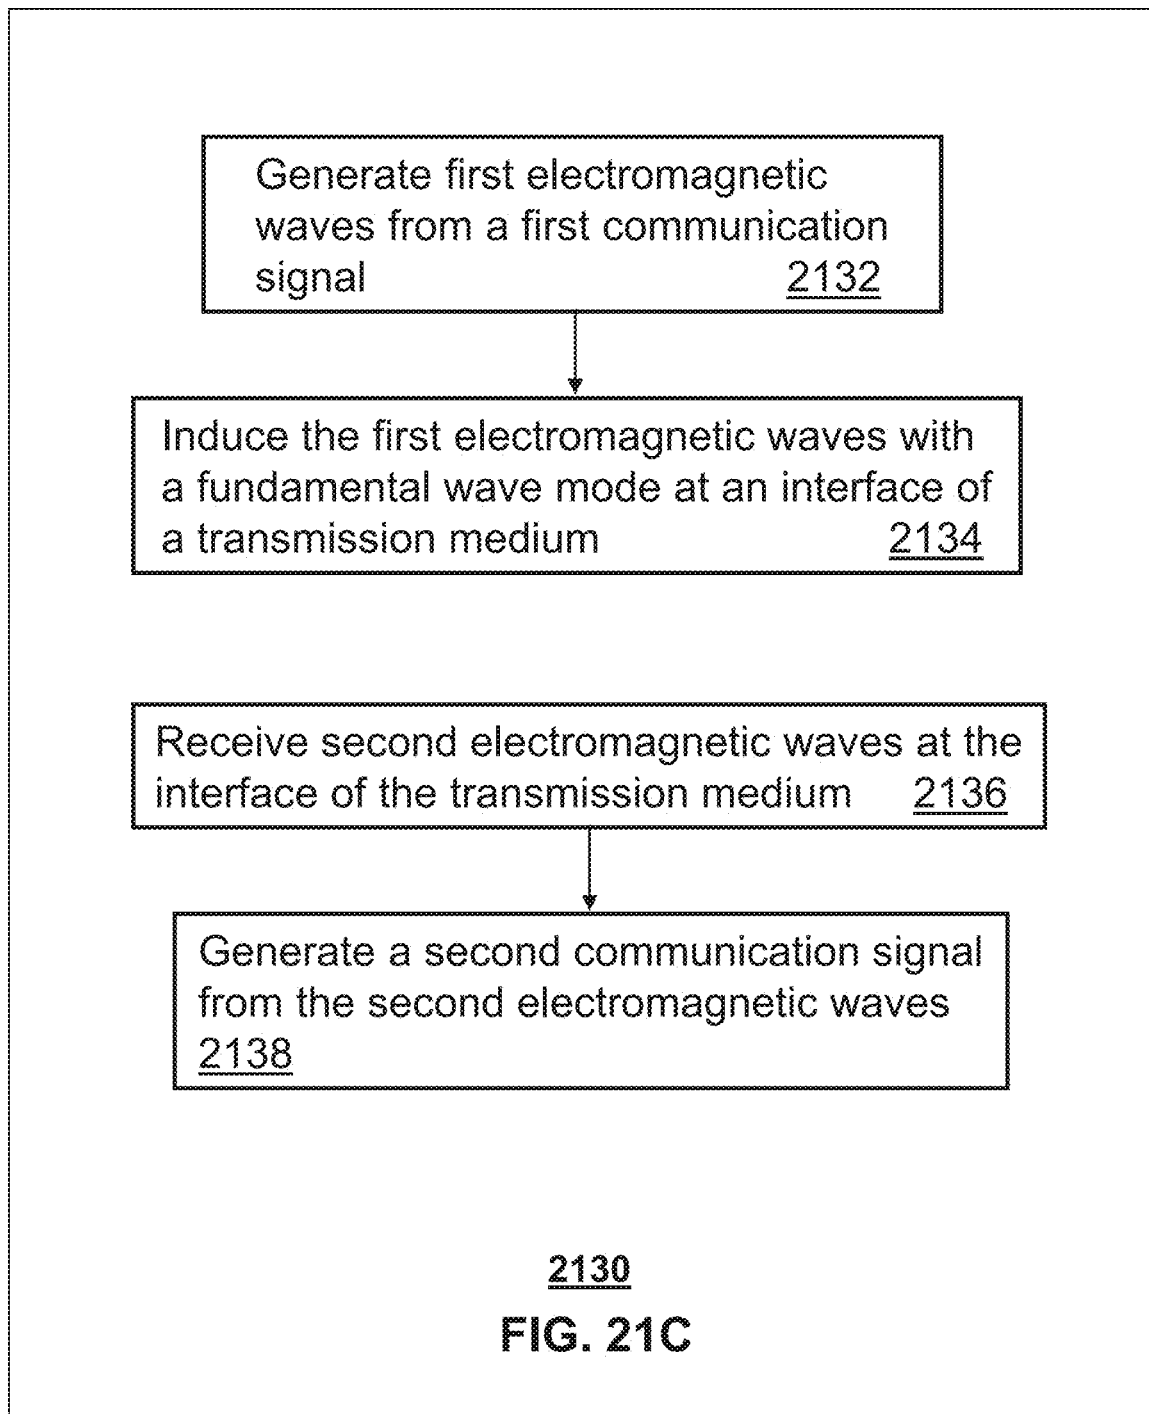 Generate first electromagnetic
waves from a first communication
signal 2132
Induce the first electromagnetic waves with
a fundamental wave mode at an interface of
a transmission medium 2134
Receive second electromagnetic waves at the
interface of the transmission medium 2136
Generate a second communication signal
from the second electromagnetic waves
2138
2130
FIG. 21C